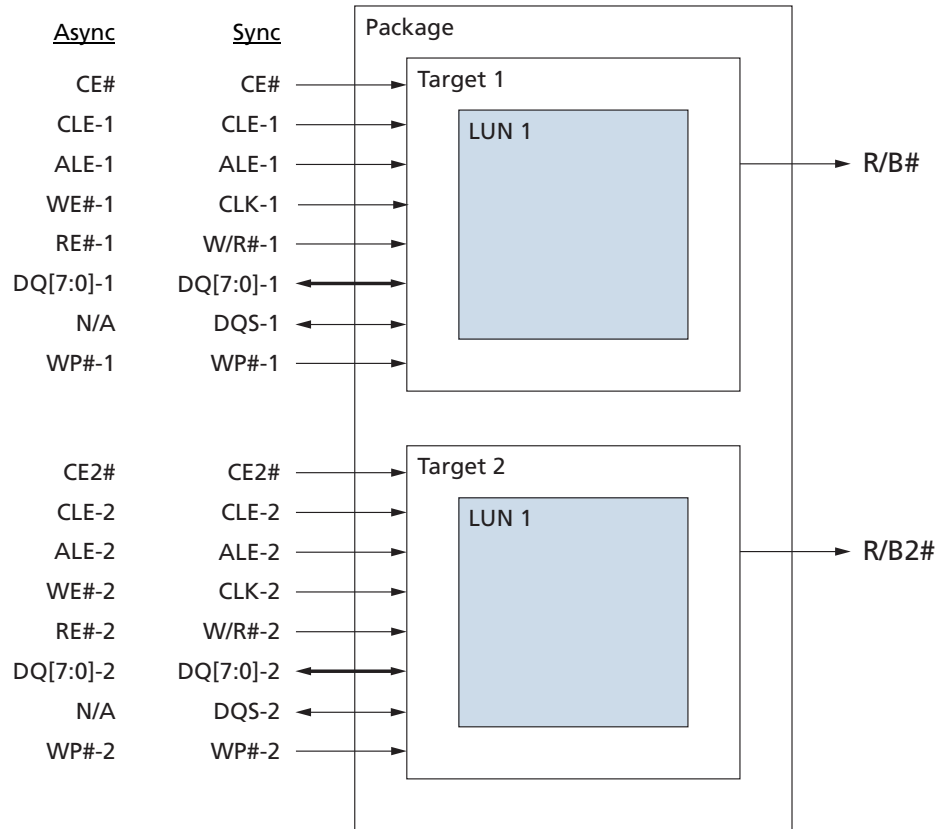 Async Sync Package
CE# CE# Target 1
CLE-1 CLE-1 LUN 1
ALE-1 ALE-1 R/B#
WE#-1 CLK-1
RE#-1 W/R#-1
DQ[7:0]-1 DQ[7:0]-1
N/A DQS-1
WP#-1 WP#-1
CE2# CE2# Target 2
CLE-2 CLE-2 LUN 1
ALE-2 ALE-2 R/B2#
WE#-2 CLK-2
RE#-2 W/R#-2
DQ[7:0]-2 DQ[7:0]-2
N/A DQS-2
WP#-2 WP#-2